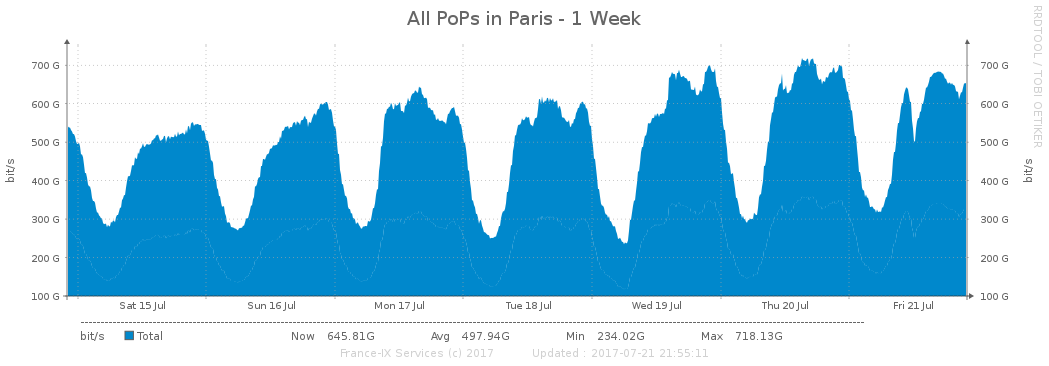 All PoPs in Paris - 1 Week
RRDTOOL / TOBI OETIKER
bit/s
700 G 700 G
600 G 600 G
500 G 500 G
400 G 400 G
300 G 300 G
200 G 200 G
100 G 100 G
bit/s
Sat 15 Jul Sun 16 Jul Mon 17 Jul Tue 18 Jul Wed 19 Jul Thu 20 Jul Fri 21 Jul
bit/s Total Now 645.81G Avg 497.94G Min 234.02G Max 718.13G
France-IX Services (c) 2017 Updated : 2017-07-21 21:55:11